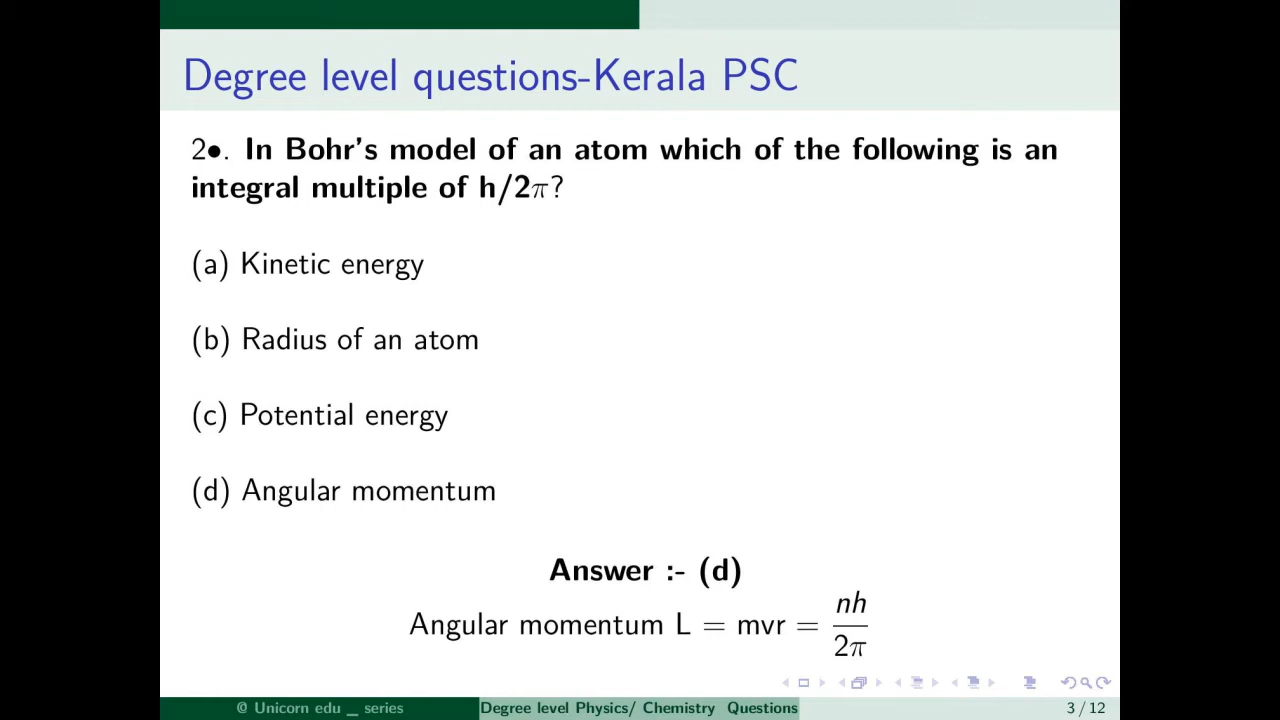 Degree level questions-Kerala PSC
2•. In Bohr's model of an atom which of the following is an
integral multiple of h/2π?
(a) Kinetic energy
(b) Radius of an atom
(c) Potential energy
(d) Angular momentum
Answer :- (d)
Angular momentum L = mvr = nh/2π
@ Unicorn edu _ series Degree level Physics/ Chemistry Questions 3 / 12